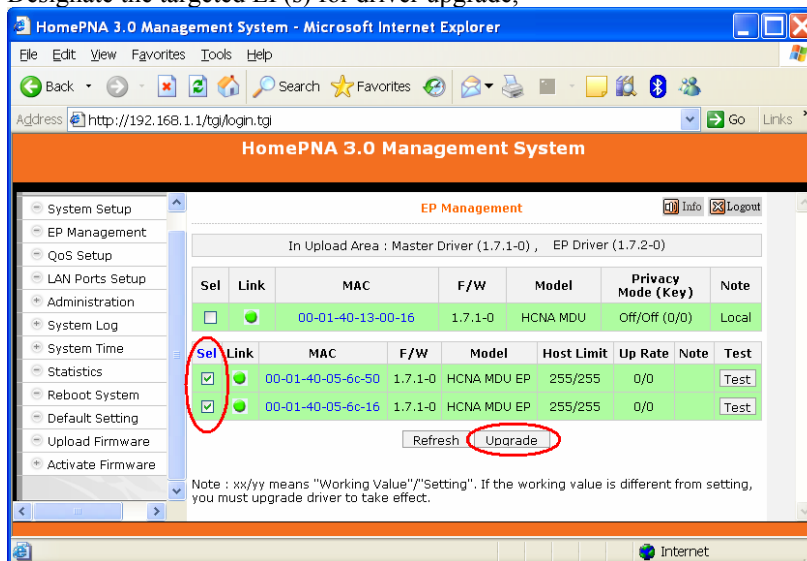 Designate the targeted EP(s) for driver upgrade;
HomePNA 3.0 Management System - Microsoft Internet Explorer
File Edit View Favorites Tools Help
Back Search Favorites
Address http://192.168.1.1/tgi/login.tgi Go Links
HomePNA 3.0 Management System
System Setup
EP Management
QoS Setup
LAN Ports Setup
Administration
System Log
System Time
Statistics
Reboot System
Default Setting
Upload Firmware
Activate Firmware
EP Management Info Logout
In Upload Area : Master Driver (1.7.1-0) , EP Driver (1.7.2-0)
Sel Link MAC F/W Model Privacy Mode (Key) Note
00-01-40-13-00-16 1.7.1-0 HCNA MDU Off/Off (0/0) Local
Sel Link MAC F/W Model Host Limit Up Rate Note Test
00-01-40-05-6c-50 1.7.1-0 HCNA MDU EP 255/255 0/0 Test
00-01-40-05-6c-16 1.7.1-0 HCNA MDU EP 255/255 0/0 Test
Refresh Upgrade
Note : xx/yy means "Working Value"/"Setting". If the working value is different from setting,
you must upgrade driver to take effect.
Internet